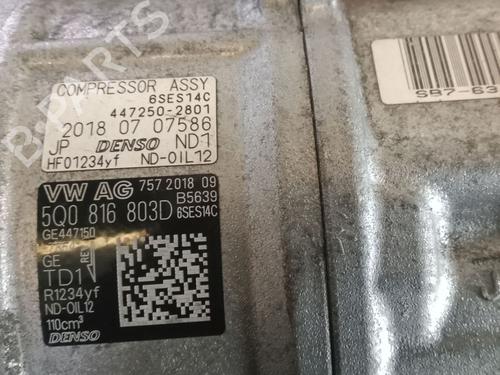 COMPRESSOR ASSY
6SES14C
447250-2801
2018 07 07586
JP DENSO ND1
HF01234yf ND-OIL12
VW AG 757 2018 09
B5639
5Q0 816 803D 6SES14C
GE447150
GE
TD1
R1234yf
ND-OIL12
110cm³
DENSO
B-PARTS